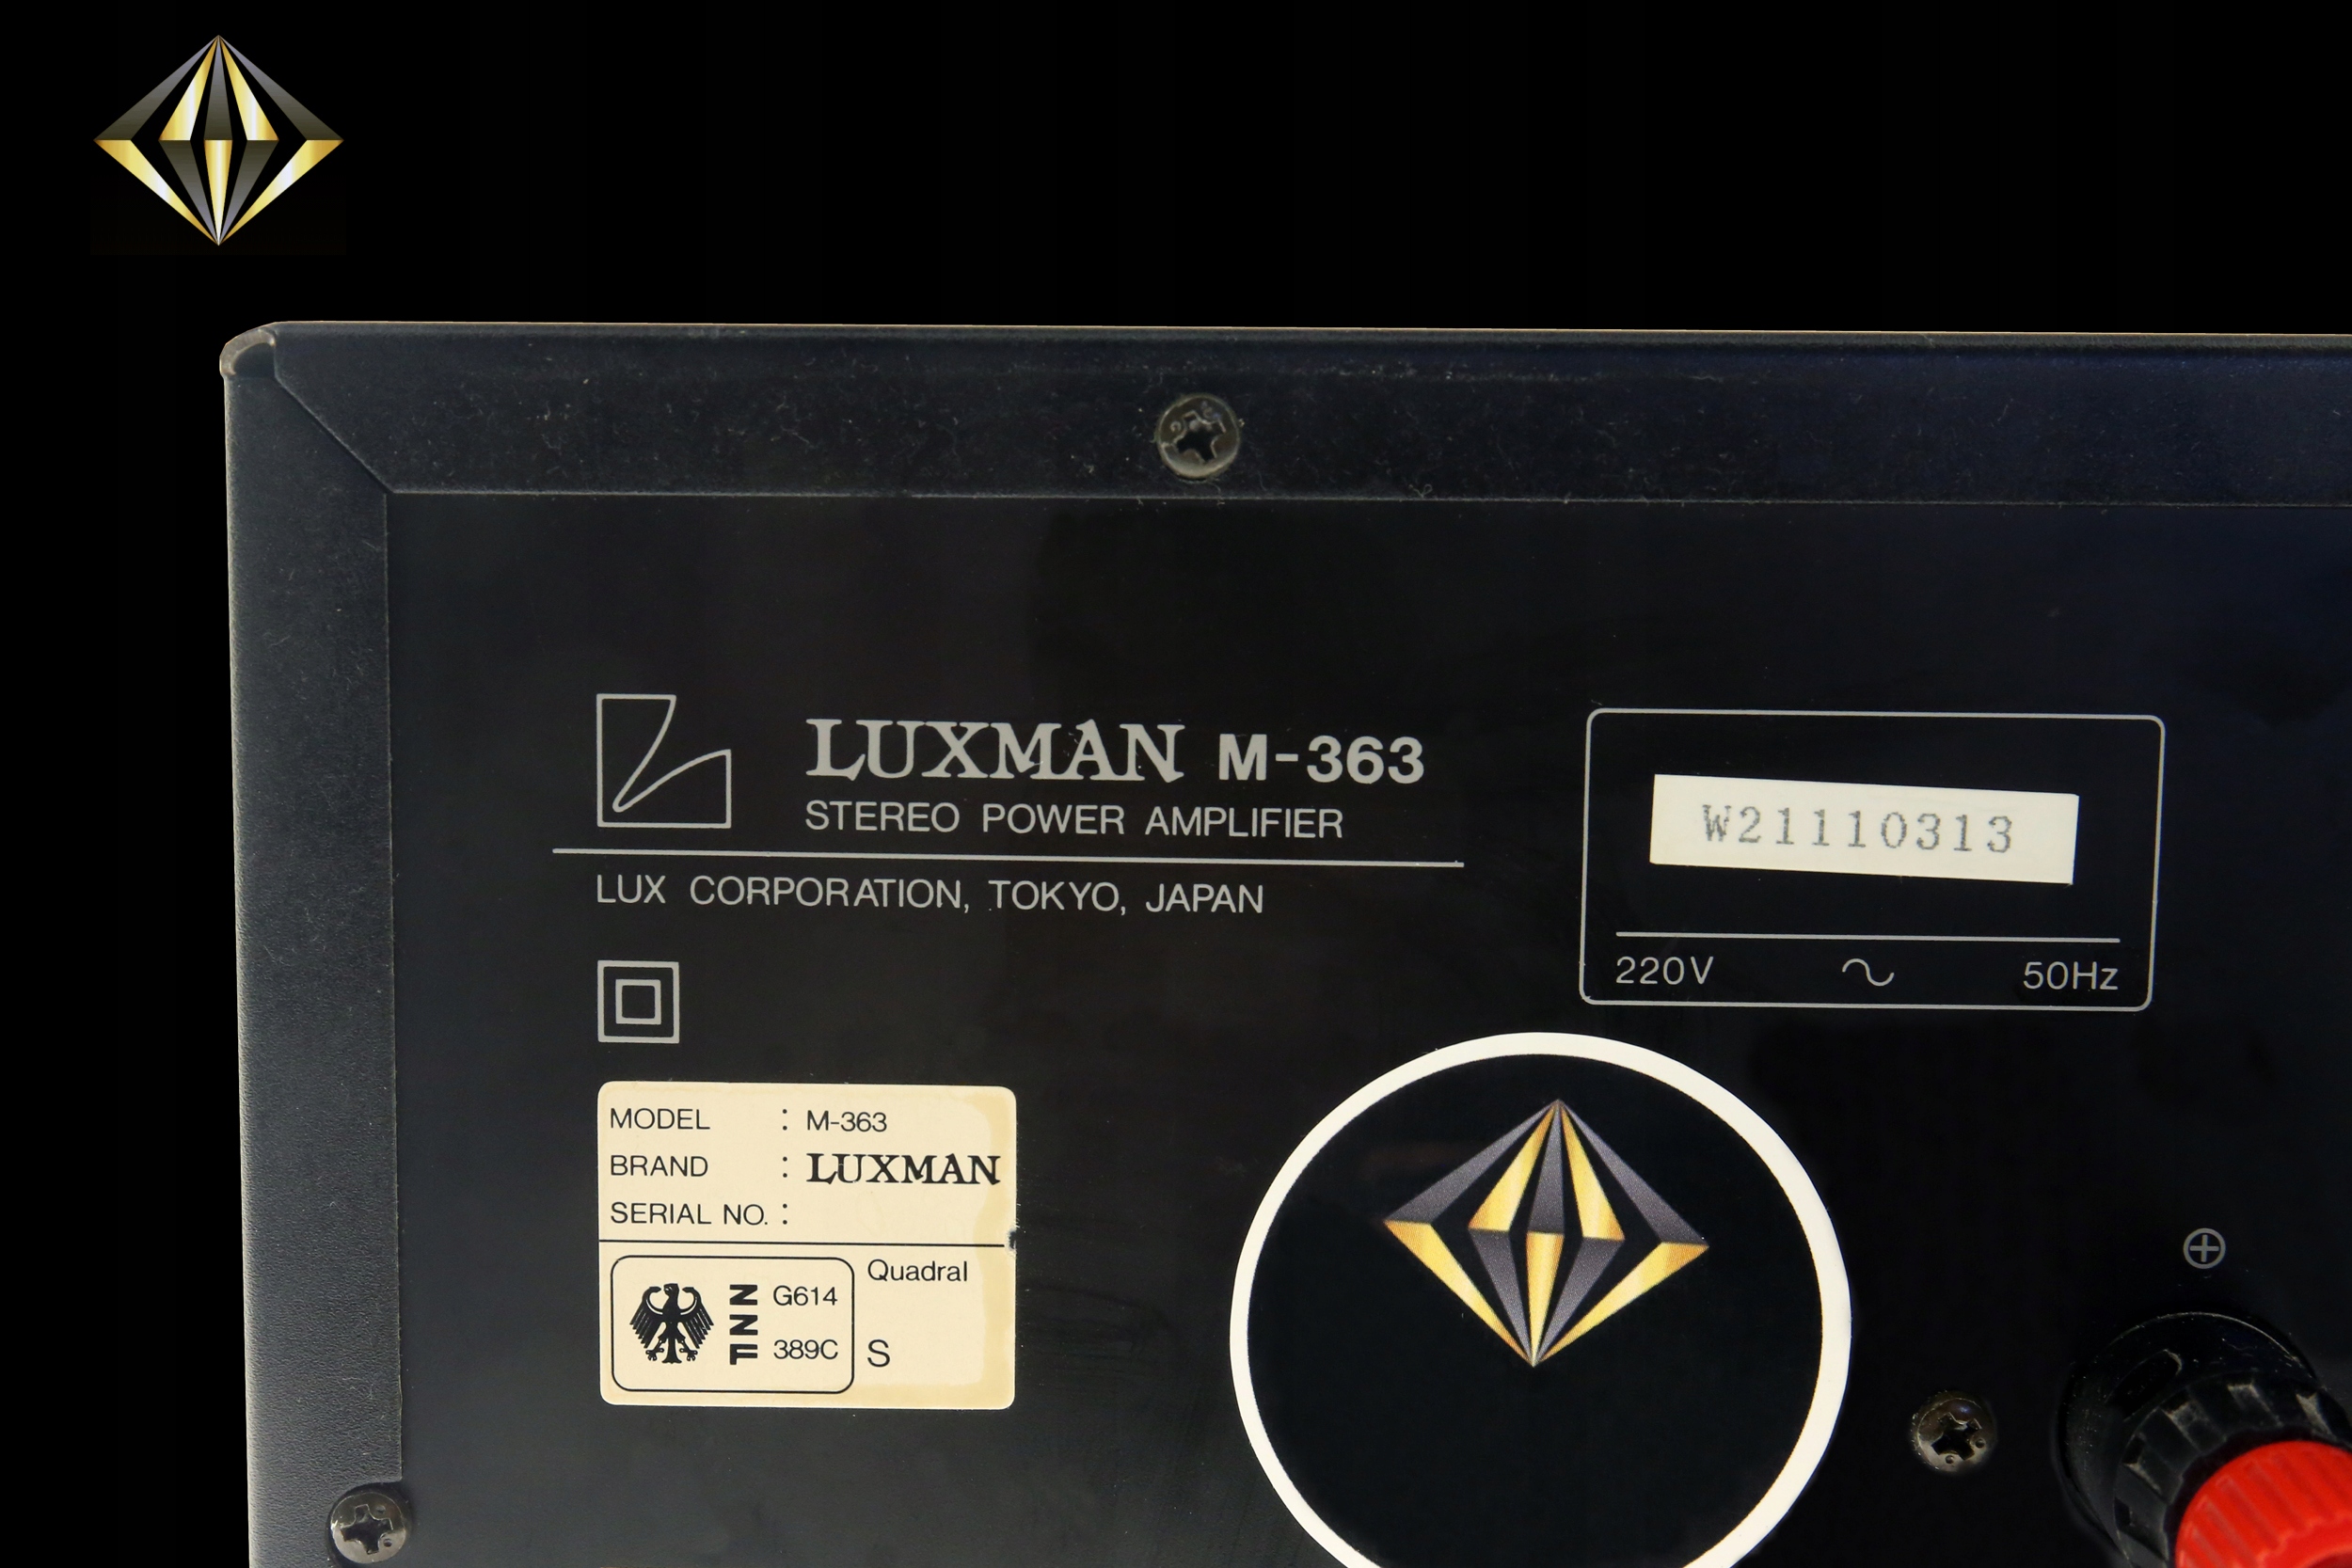 LUXMAN M-363
STEREO POWER AMPLIFIER
LUX CORPORATION, TOKYO, JAPAN
W21110313
220V ∿ 50Hz
MODEL : M-363
BRAND : LUXMAN
SERIAL NO. :
G614
389C
Quadral
S